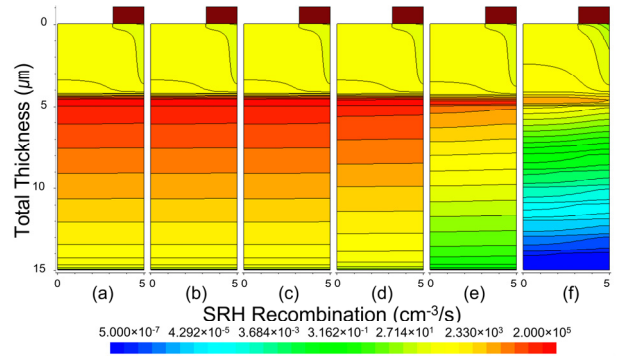 0
5
10
15
Total Thickness (μm)
0 5 0 5 0 5 0 5 0 5 0 5
(a) (b) (c) (d) (e) (f)
SRH Recombination (cm⁻³/s)
5.000×10⁻⁷ 4.292×10⁻⁵ 3.684×10⁻³ 3.162×10⁻¹ 2.714×10¹ 2.330×10³ 2.000×10⁵